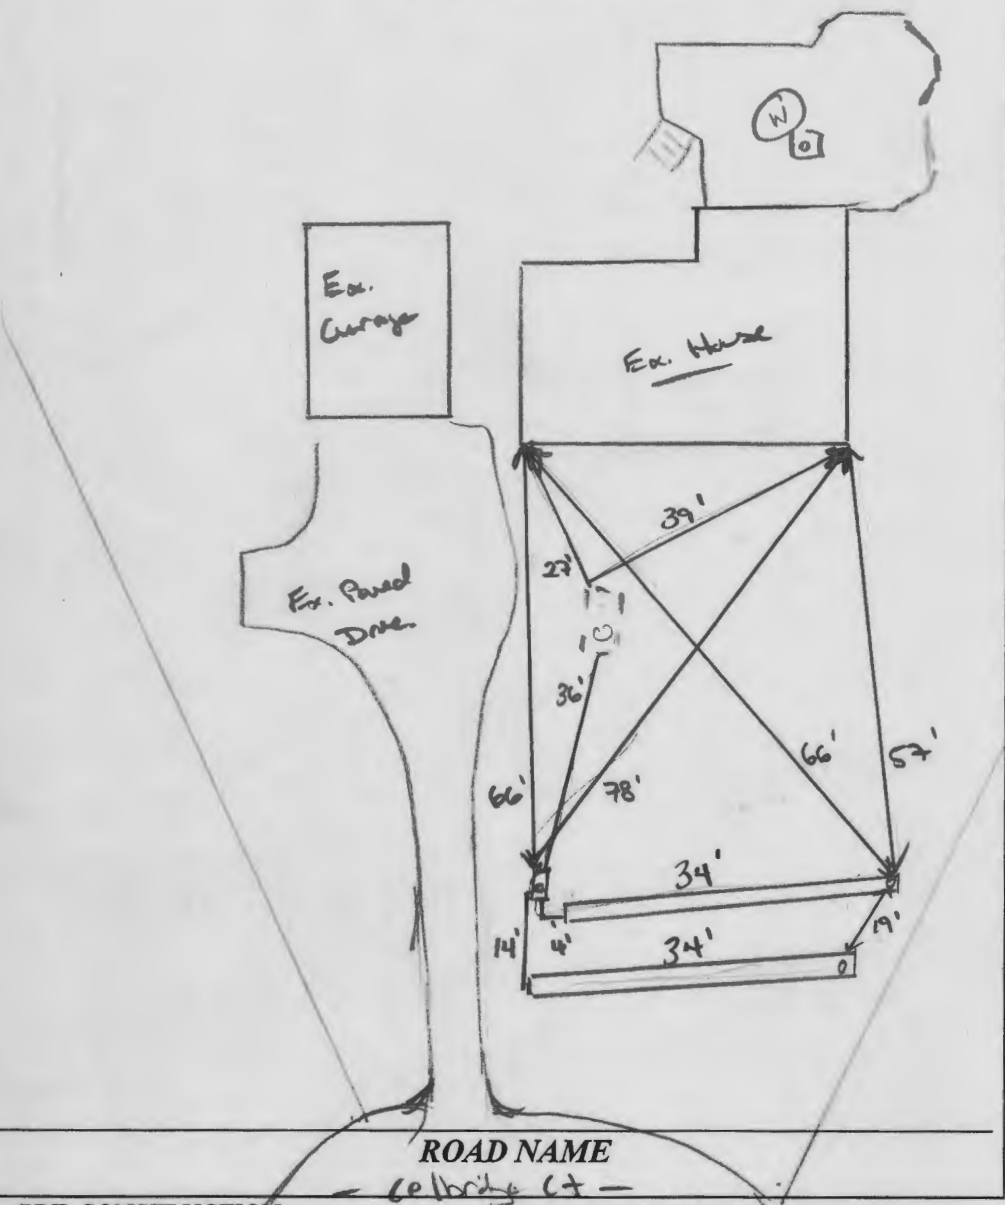 W
Ex.
Garage
Ex. House
39'
27'
Ex. Paved
Drive.
36'
66'
78'
66'
57'
34'
14'
4'
34'
19'
ROAD NAME
Ct